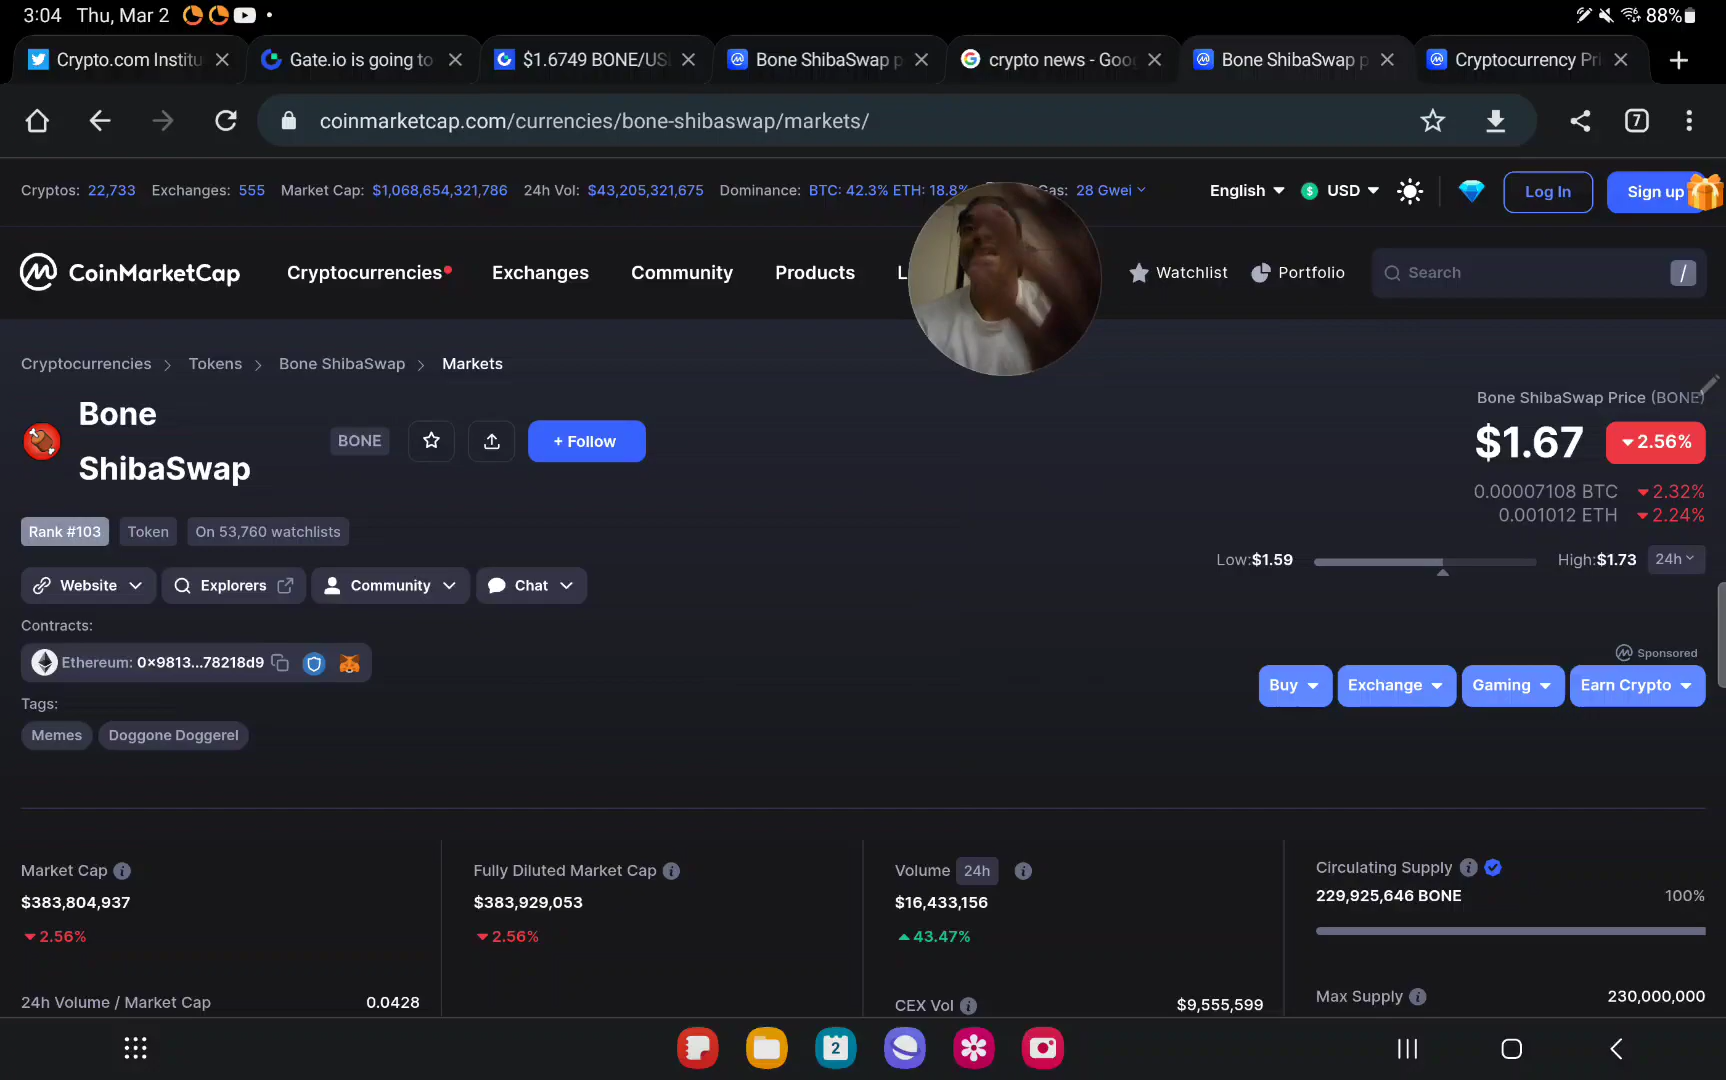 3:04 Thu, Mar 2 88%
Crypto.com Institu
Gate.io is going to
$1.6749 BONE/US
Bone ShibaSwap p
crypto news - Goo
Bone ShibaSwap p
Cryptocurrency Pri
coinmarketcap.com/currencies/bone-shibaswap/markets/
7
Cryptos: 22,733 Exchanges: 555 Market Cap: $1,068,654,321,786 24h Vol: $43,205,321,675 Dominance: BTC: 42.3% ETH: 18.8% Gas: 28 Gwei
English USD Log In Sign up
CoinMarketCap Cryptocurrencies Exchanges Community Products L Watchlist Portfolio Search /
Cryptocurrencies > Tokens > Bone ShibaSwap > Markets
Bone
ShibaSwap
BONE
+ Follow
Bone ShibaSwap Price (BONE)
$1.67 2.56%
0.00007108 BTC 2.32%
0.001012 ETH 2.24%
Rank #103 Token On 53,760 watchlists
Low:$1.59 High:$1.73 24h
Website Explorers Community Chat
Contracts:
Ethereum: 0x9813...78218d9
Sponsored
Buy Exchange Gaming Earn Crypto
Tags:
Memes Doggone Doggerel
Market Cap
$383,804,937
2.56%
24h Volume / Market Cap 0.0428
Fully Diluted Market Cap
$383,929,053
2.56%
Volume 24h
$16,433,156
43.47%
CEX Vol $9,555,599
Circulating Supply
229,925,646 BONE 100%
Max Supply 230,000,000
2